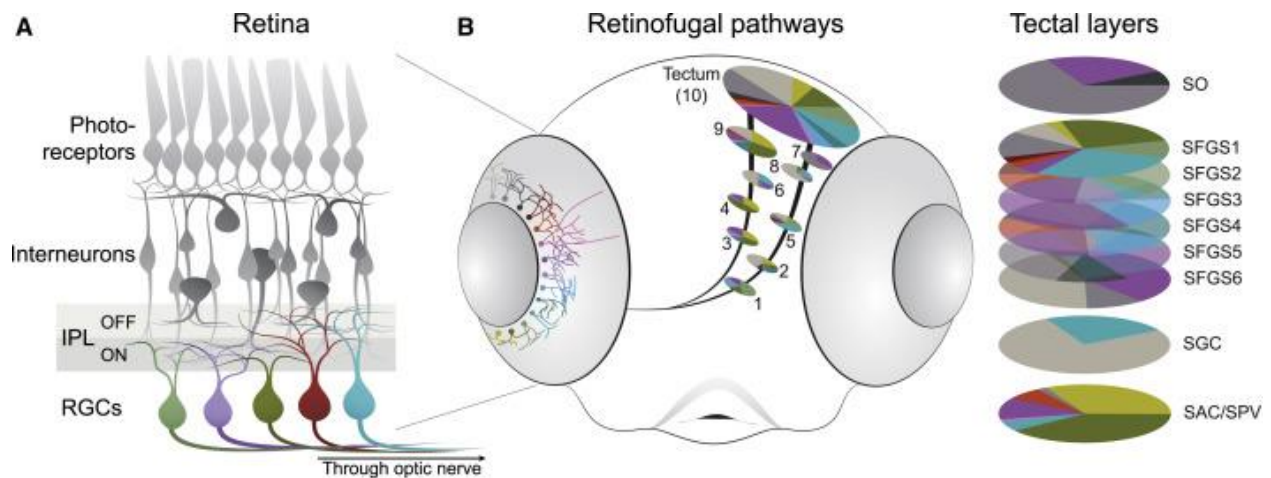 A
Retina
B
Retinofugal pathways
Tectal layers
Photo-
receptors
Interneurons
IPL
OFF
ON
RGCs
Through optic nerve
Tectum
(10)
9
7
8
6
4
5
3
2
1
SO
SFGS1
SFGS2
SFGS3
SFGS4
SFGS5
SFGS6
SGC
SAC/SPV